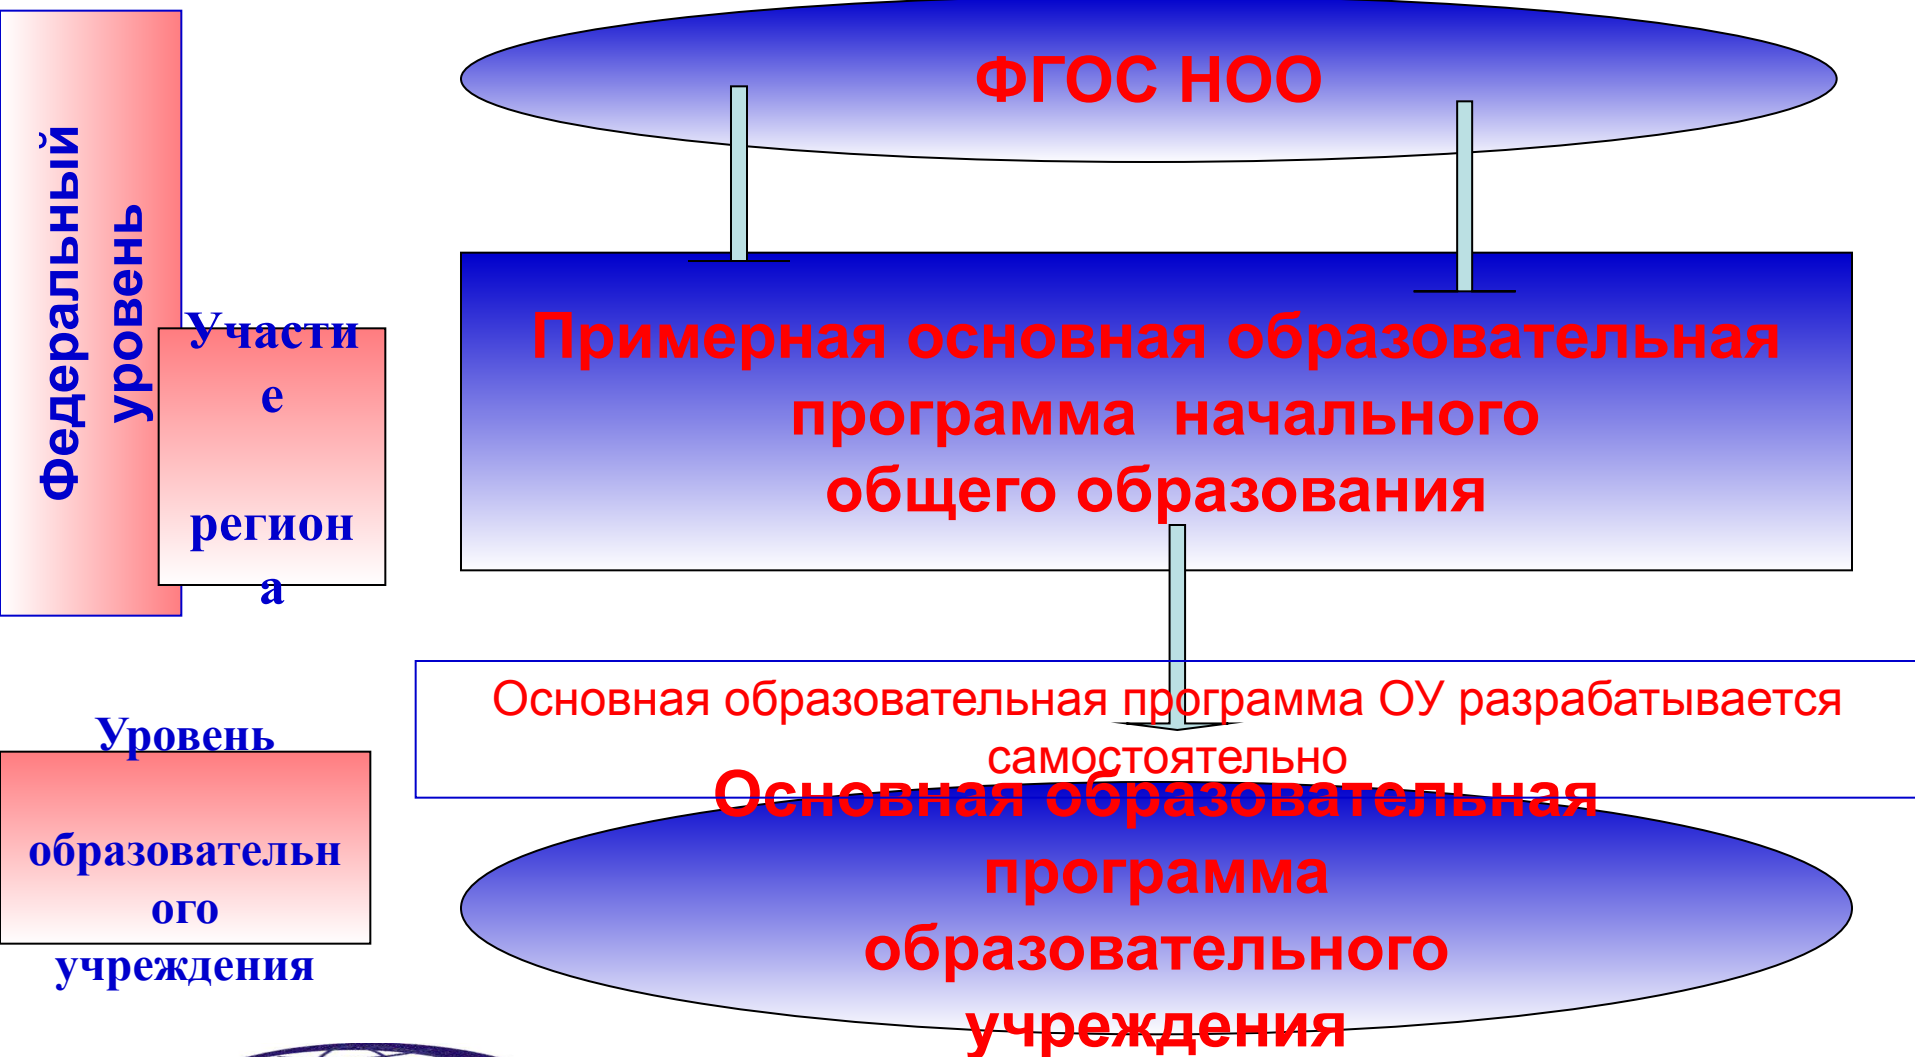 ФГОС НОО
Федеральный
уровень
Участи
е
регион
а
Примерная основная образовательная
программа начального
общего образования
Основная образовательная программа ОУ разрабатывается
самостоятельно
Уровень
образовательн
ого
учреждения
Основная образовательная
программа
образовательного
учреждения